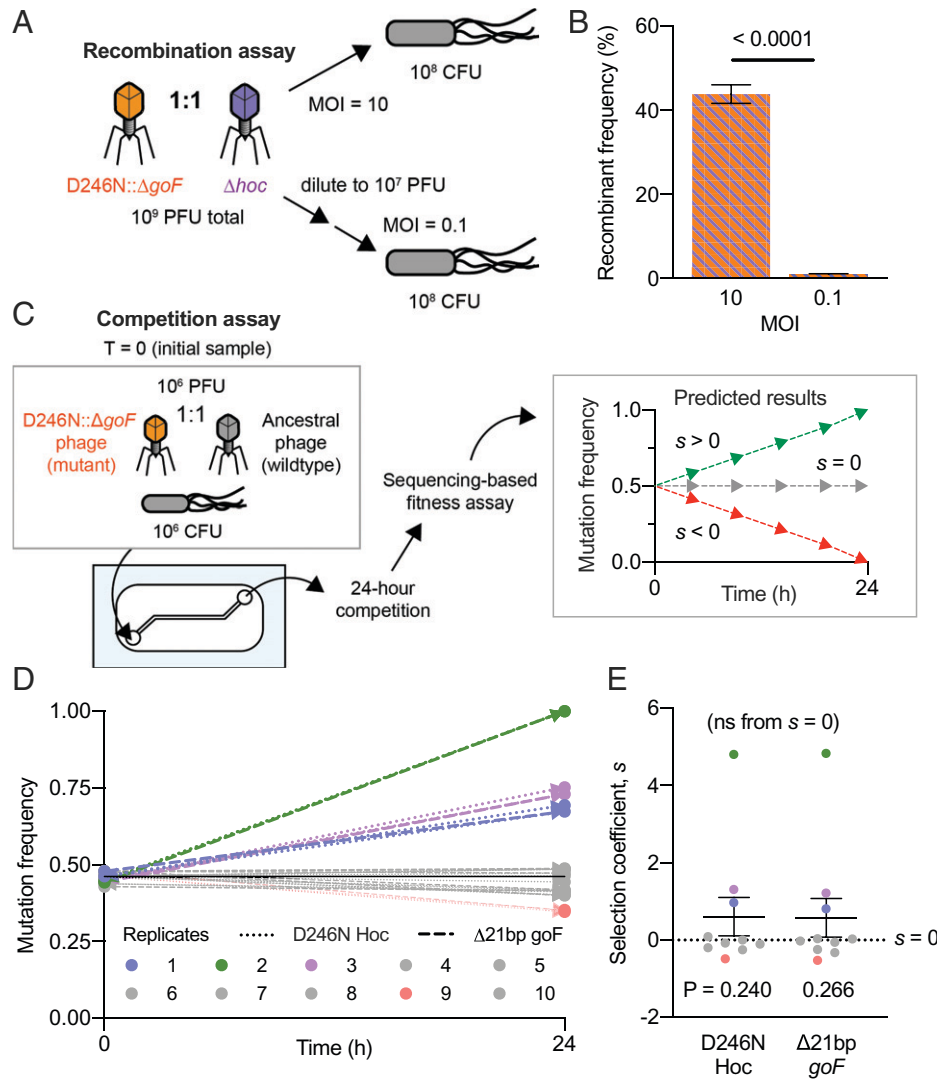 A
Recombination assay
1:1
D246N::ΔgoF
Δhoc
10⁹ PFU total
MOI = 10
10⁸ CFU
dilute to 10⁷ PFU
MOI = 0.1
10⁸ CFU
B
< 0.0001
Recombinant frequency (%)
60
40
20
0
10
0.1
MOI
C
Competition assay
T = 0 (initial sample)
10⁶ PFU
1:1
D246N::ΔgoF
phage
(mutant)
Ancestral
phage
(wildtype)
10⁶ CFU
24-hour
competition
Sequencing-based
fitness assay
Predicted results
Mutation frequency
1.0
0.5
0.0
s > 0
s = 0
s < 0
0
24
Time (h)
D
Mutation frequency
1.00
0.75
0.50
0.25
0.00
Replicates
D246N Hoc
Δ21bp goF
1
2
3
4
5
6
7
8
9
10
0
24
Time (h)
E
Selection coefficient, s
6
4
2
0
-2
(ns from s = 0)
s = 0
P = 0.240
0.266
D246N
Hoc
Δ21bp
goF